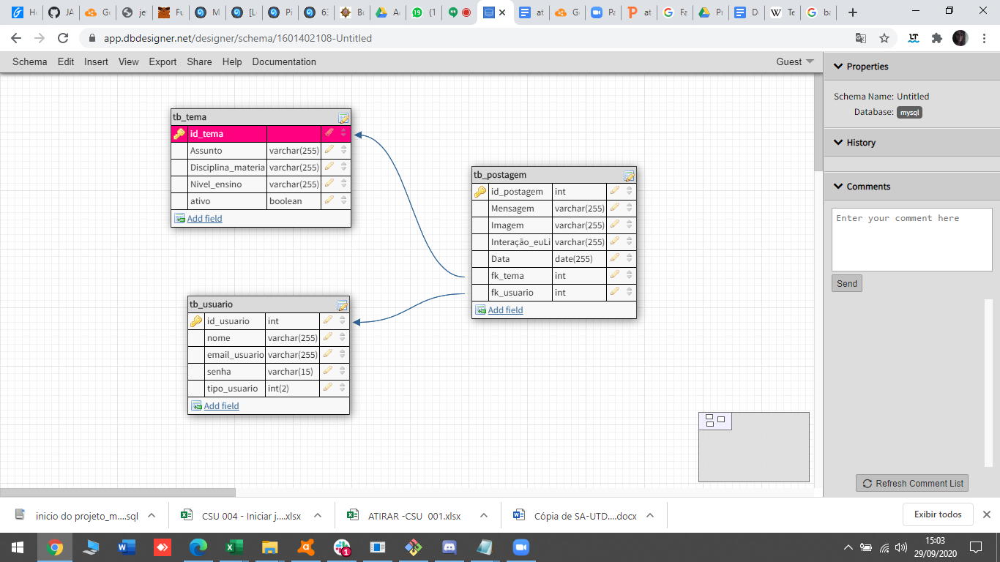 H
JA
G
je
Fu
M
[L
Pi
6:
Bo
A
19
(1
at
G
Pa
at
Fa
P
D
W
Te
ba
app.dbdesigner.net/designer/schema/1601402108-Untitled
Schema Edit Insert View Export Share Help Documentation Guest
Properties
Schema Name: Untitled
Database: mysql
History
Comments
Enter your comment here
Send
Refresh Comment List
tb_tema
id_tema
Assunto varchar(255)
Disciplina_materia varchar(255)
Nivel_ensino varchar(255)
ativo boolean
Add field
tb_postagem
id_postagem int
Mensagem varchar(255)
Imagem varchar(255)
Interação_euLi varchar(255)
Data date(255)
fk_tema int
fk_usuario int
Add field
tb_usuario
id_usuario int
nome varchar(255)
email_usuario varchar(255)
senha varchar(15)
tipo_usuario int(2)
Add field
inicio do projeto_m....sql
CSU 004 - Iniciar j....xlsx
ATIRAR -CSU 001.xlsx
Cópia de SA-UTD....docx
Exibir todos
15:03
29/09/2020